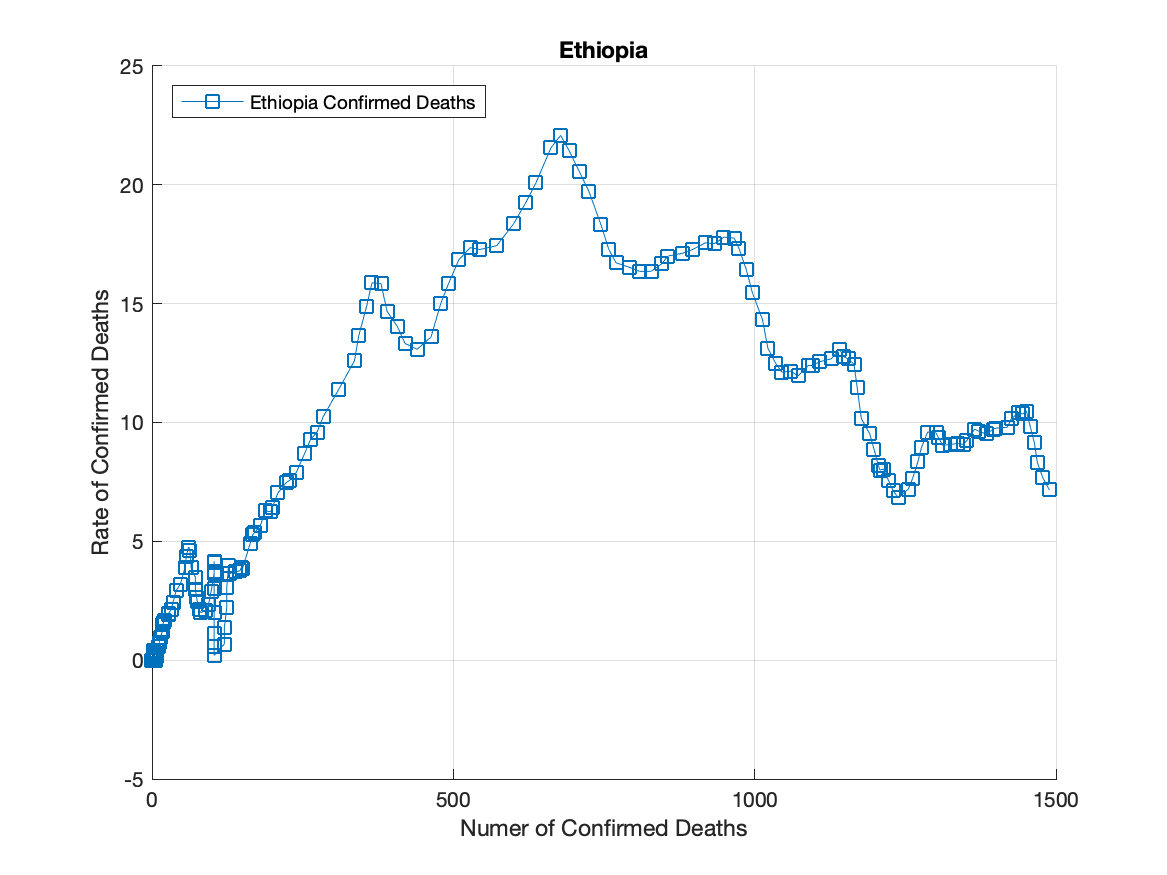 Ethiopia
25
Ethiopia Confirmed Deaths
20
15
10
5
0
-5
Rate of Confirmed Deaths
0 500 1000 1500
Numer of Confirmed Deaths